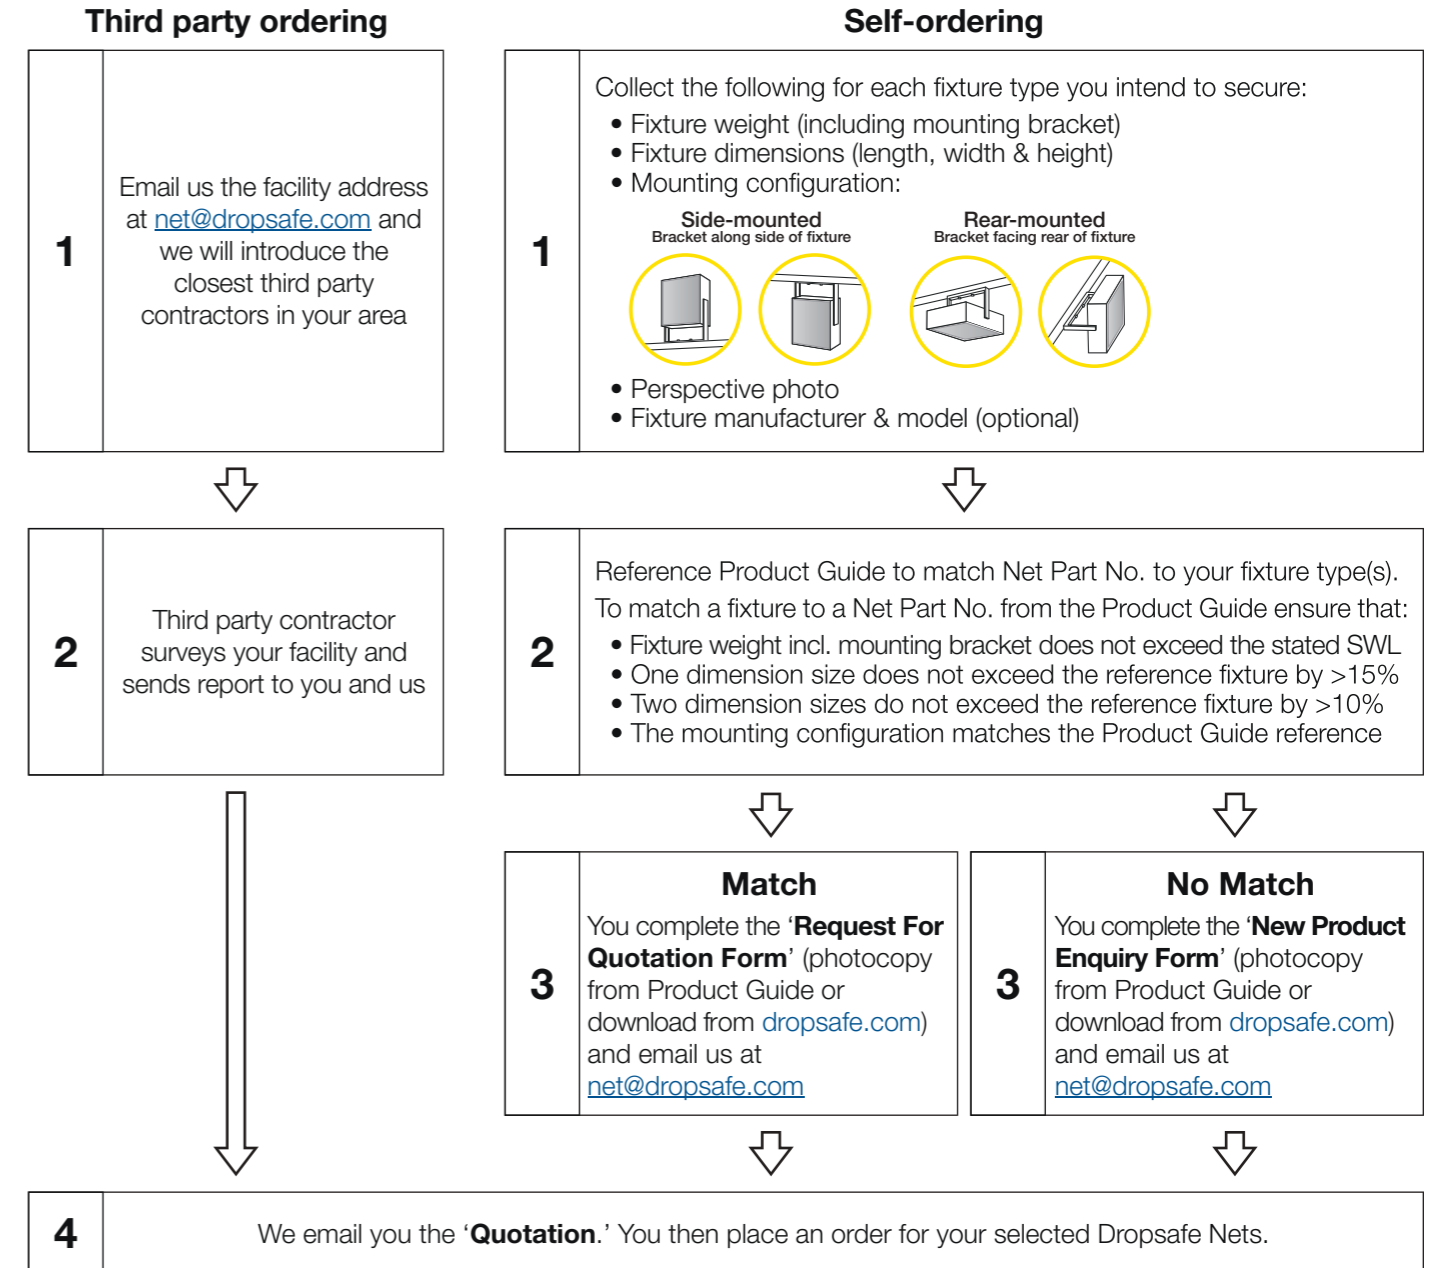 Third party ordering
1
Email us the facility address
at net@dropsafe.com and
we will introduce the
closest third party
contractors in your area
2
Third party contractor
surveys your facility and
sends report to you and us
Self-ordering
1
Collect the following for each fixture type you intend to secure:
• Fixture weight (including mounting bracket)
• Fixture dimensions (length, width & height)
• Mounting configuration:
Side-mounted
Bracket along side of fixture
Rear-mounted
Bracket facing rear of fixture
• Perspective photo
• Fixture manufacturer & model (optional)
2
Reference Product Guide to match Net Part No. to your fixture type(s).
To match a fixture to a Net Part No. from the Product Guide ensure that:
• Fixture weight incl. mounting bracket does not exceed the stated SWL
• One dimension size does not exceed the reference fixture by >15%
• Two dimension sizes do not exceed the reference fixture by >10%
• The mounting configuration matches the Product Guide reference
3
Match
You complete the ‘Request For
Quotation Form’ (photocopy
from Product Guide or
download from dropsafe.com)
and email us at
net@dropsafe.com
3
No Match
You complete the ‘New Product
Enquiry Form’ (photocopy
from Product Guide or
download from dropsafe.com)
and email us at
net@dropsafe.com
4
We email you the ‘Quotation.’ You then place an order for your selected Dropsafe Nets.